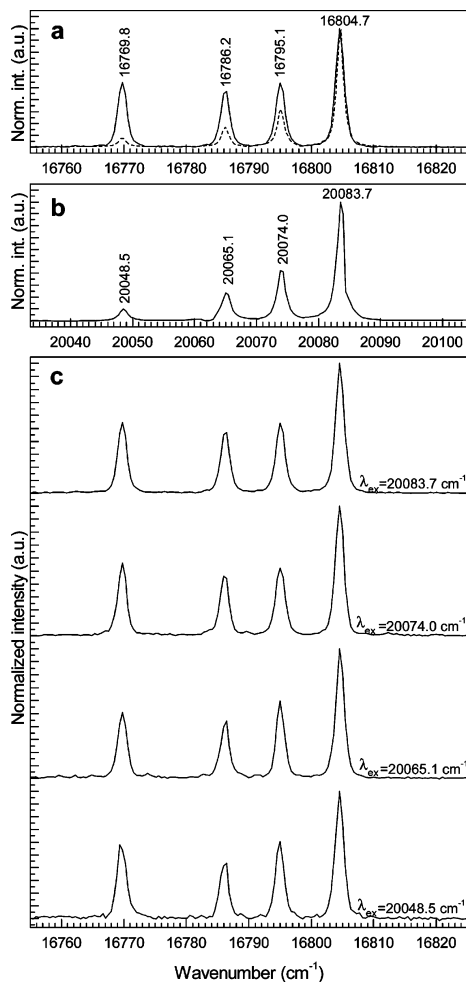 a
Norm. int. (a.u.)
16769.8
16786.2
16795.1
16804.7
16760 16770 16780 16790 16800 16810 16820
b
Norm. int. (a.u.)
20048.5
20065.1
20074.0
20083.7
20040 20050 20060 20070 20080 20090 20100
c
Normalized intensity (a.u.)
λex=20083.7 cm-1
λex=20074.0 cm-1
λex=20065.1 cm-1
λex=20048.5 cm-1
16760 16770 16780 16790 16800 16810 16820
Wavenumber (cm-1)